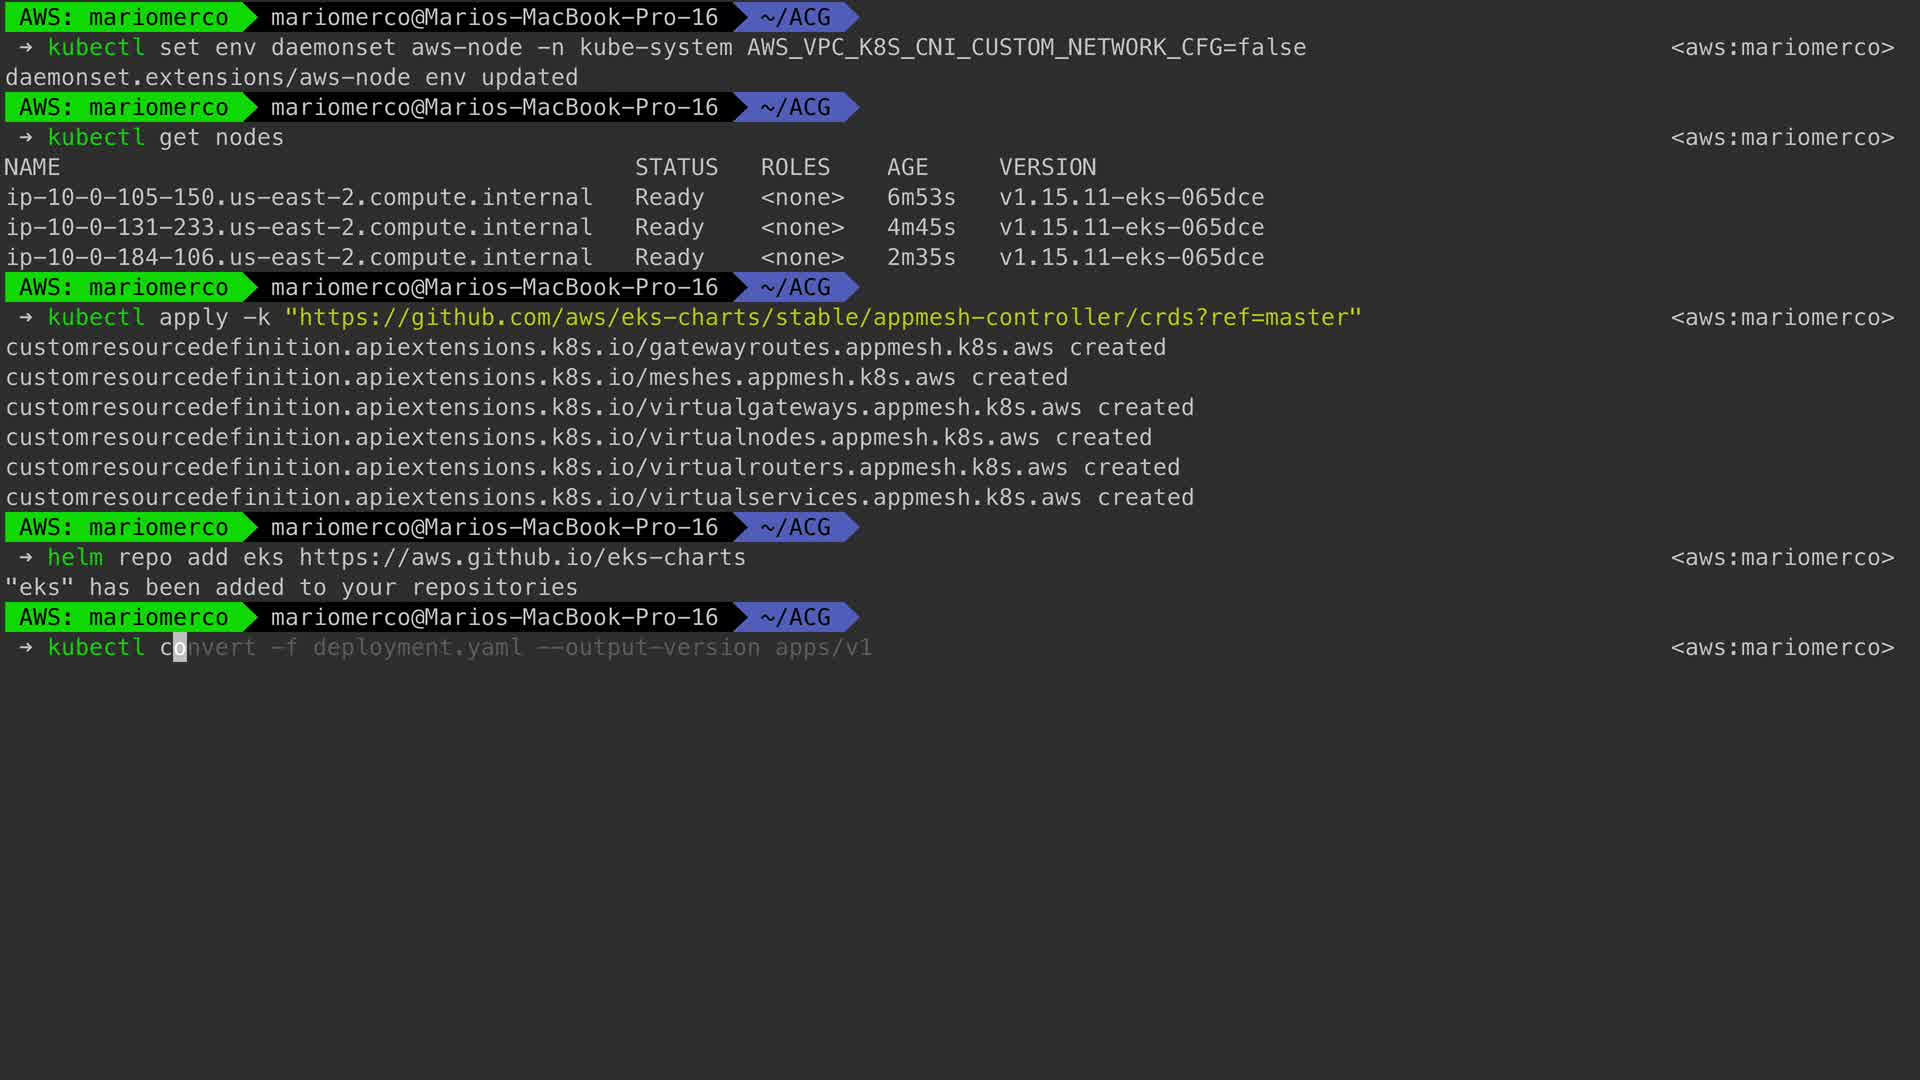 AWS: mariomerco mariomerco@Marios-MacBook-Pro-16 ~/ACG
➜ kubectl set env daemonset aws-node -n kube-system AWS_VPC_K8S_CNI_CUSTOM_NETWORK_CFG=false <aws:mariomerco>
daemonset.extensions/aws-node env updated
AWS: mariomerco mariomerco@Marios-MacBook-Pro-16 ~/ACG
➜ kubectl get nodes <aws:mariomerco>
NAME STATUS ROLES AGE VERSION
ip-10-0-105-150.us-east-2.compute.internal Ready <none> 6m53s v1.15.11-eks-065dce
ip-10-0-131-233.us-east-2.compute.internal Ready <none> 4m45s v1.15.11-eks-065dce
ip-10-0-184-106.us-east-2.compute.internal Ready <none> 2m35s v1.15.11-eks-065dce
AWS: mariomerco mariomerco@Marios-MacBook-Pro-16 ~/ACG
➜ kubectl apply -k "https://github.com/aws/eks-charts/stable/appmesh-controller/crds?ref=master" <aws:mariomerco>
customresourcedefinition.apiextensions.k8s.io/gatewayroutes.appmesh.k8s.aws created
customresourcedefinition.apiextensions.k8s.io/meshes.appmesh.k8s.aws created
customresourcedefinition.apiextensions.k8s.io/virtualgateways.appmesh.k8s.aws created
customresourcedefinition.apiextensions.k8s.io/virtualnodes.appmesh.k8s.aws created
customresourcedefinition.apiextensions.k8s.io/virtualrouters.appmesh.k8s.aws created
customresourcedefinition.apiextensions.k8s.io/virtualservices.appmesh.k8s.aws created
AWS: mariomerco mariomerco@Marios-MacBook-Pro-16 ~/ACG
➜ helm repo add eks https://aws.github.io/eks-charts <aws:mariomerco>
"eks" has been added to your repositories
AWS: mariomerco mariomerco@Marios-MacBook-Pro-16 ~/ACG
➜ kubectl convert -f deployment.yaml --output-version apps/v1 <aws:mariomerco>